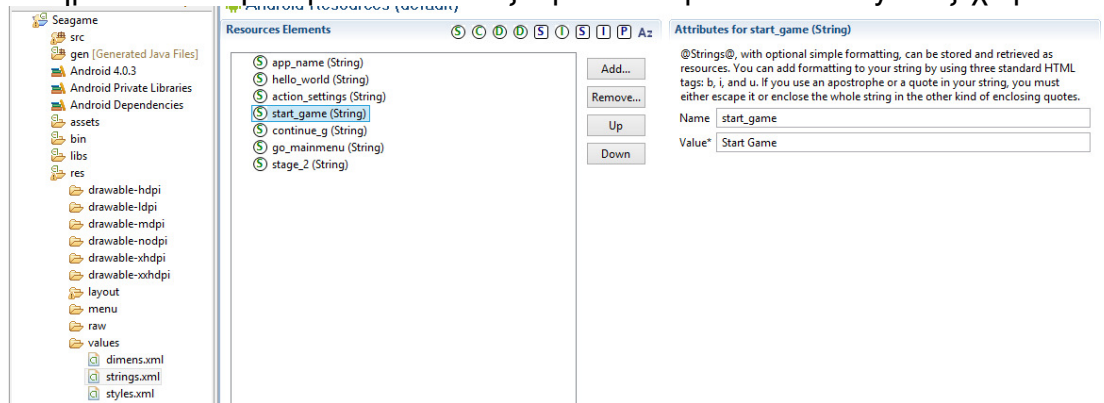 Seagame
src
gen [Generated Java Files]
Android 4.0.3
Android Private Libraries
Android Dependencies
assets
bin
libs
res
drawable-hdpi
drawable-ldpi
drawable-mdpi
drawable-nodpi
drawable-xhdpi
drawable-xxhdpi
layout
menu
raw
values
dimens.xml
strings.xml
styles.xml
Android Resources (default)
Resources Elements
S C D D S I S I P Az
S app_name (String)
S hello_world (String)
S action_settings (String)
S start_game (String)
S continue_g (String)
S go_mainmenu (String)
S stage_2 (String)
Add...
Remove...
Up
Down
Attributes for start_game (String)
@Strings@, with optional simple formatting, can be stored and retrieved as
resources. You can add formatting to your string by using three standard HTML
tags: b, i, and u. If you use an apostrophe or a quote in your string, you must
either escape it or enclose the whole string in the other kind of enclosing quotes.
Name start_game
Value* Start Game